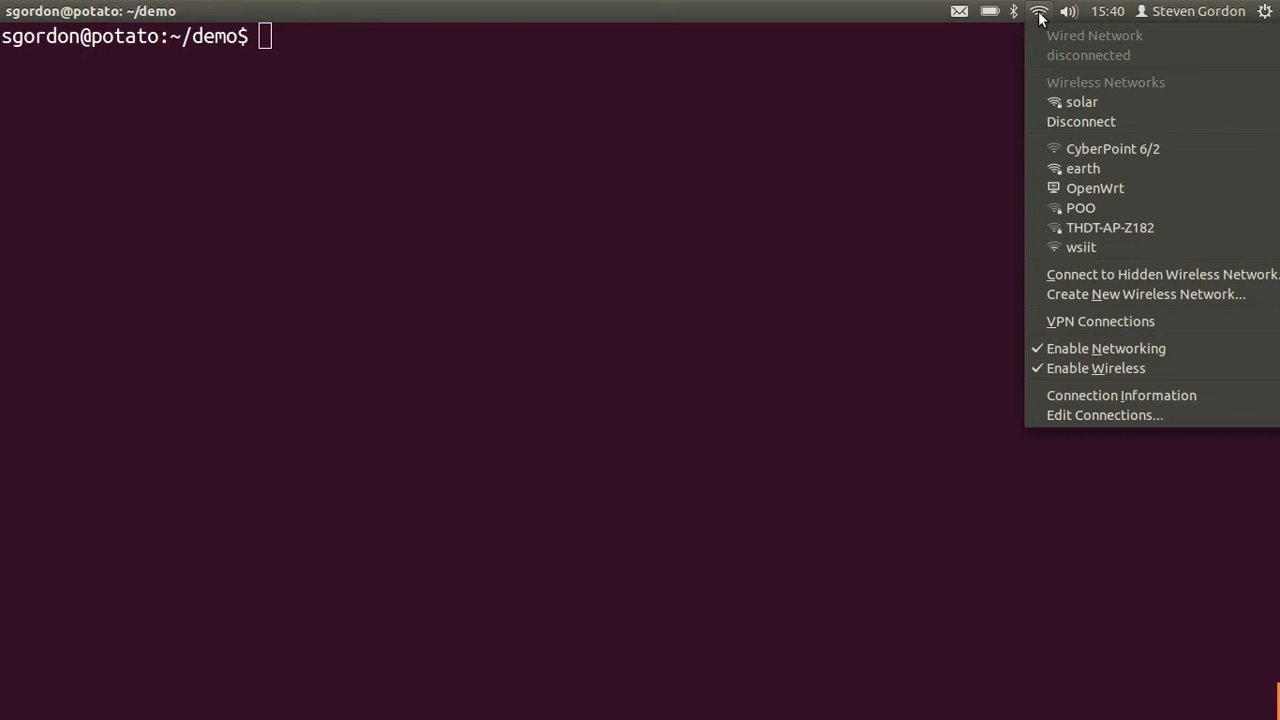 sgordon@potato: ~/demo
15:40 Steven Gordon
sgordon@potato:~/demo$
Wired Network
disconnected
Wireless Networks
solar
Disconnect
CyberPoint 6/2
earth
OpenWrt
POO
THDT-AP-Z182
wsiit
Connect to Hidden Wireless Network.
Create New Wireless Network...
VPN Connections
Enable Networking
Enable Wireless
Connection Information
Edit Connections...